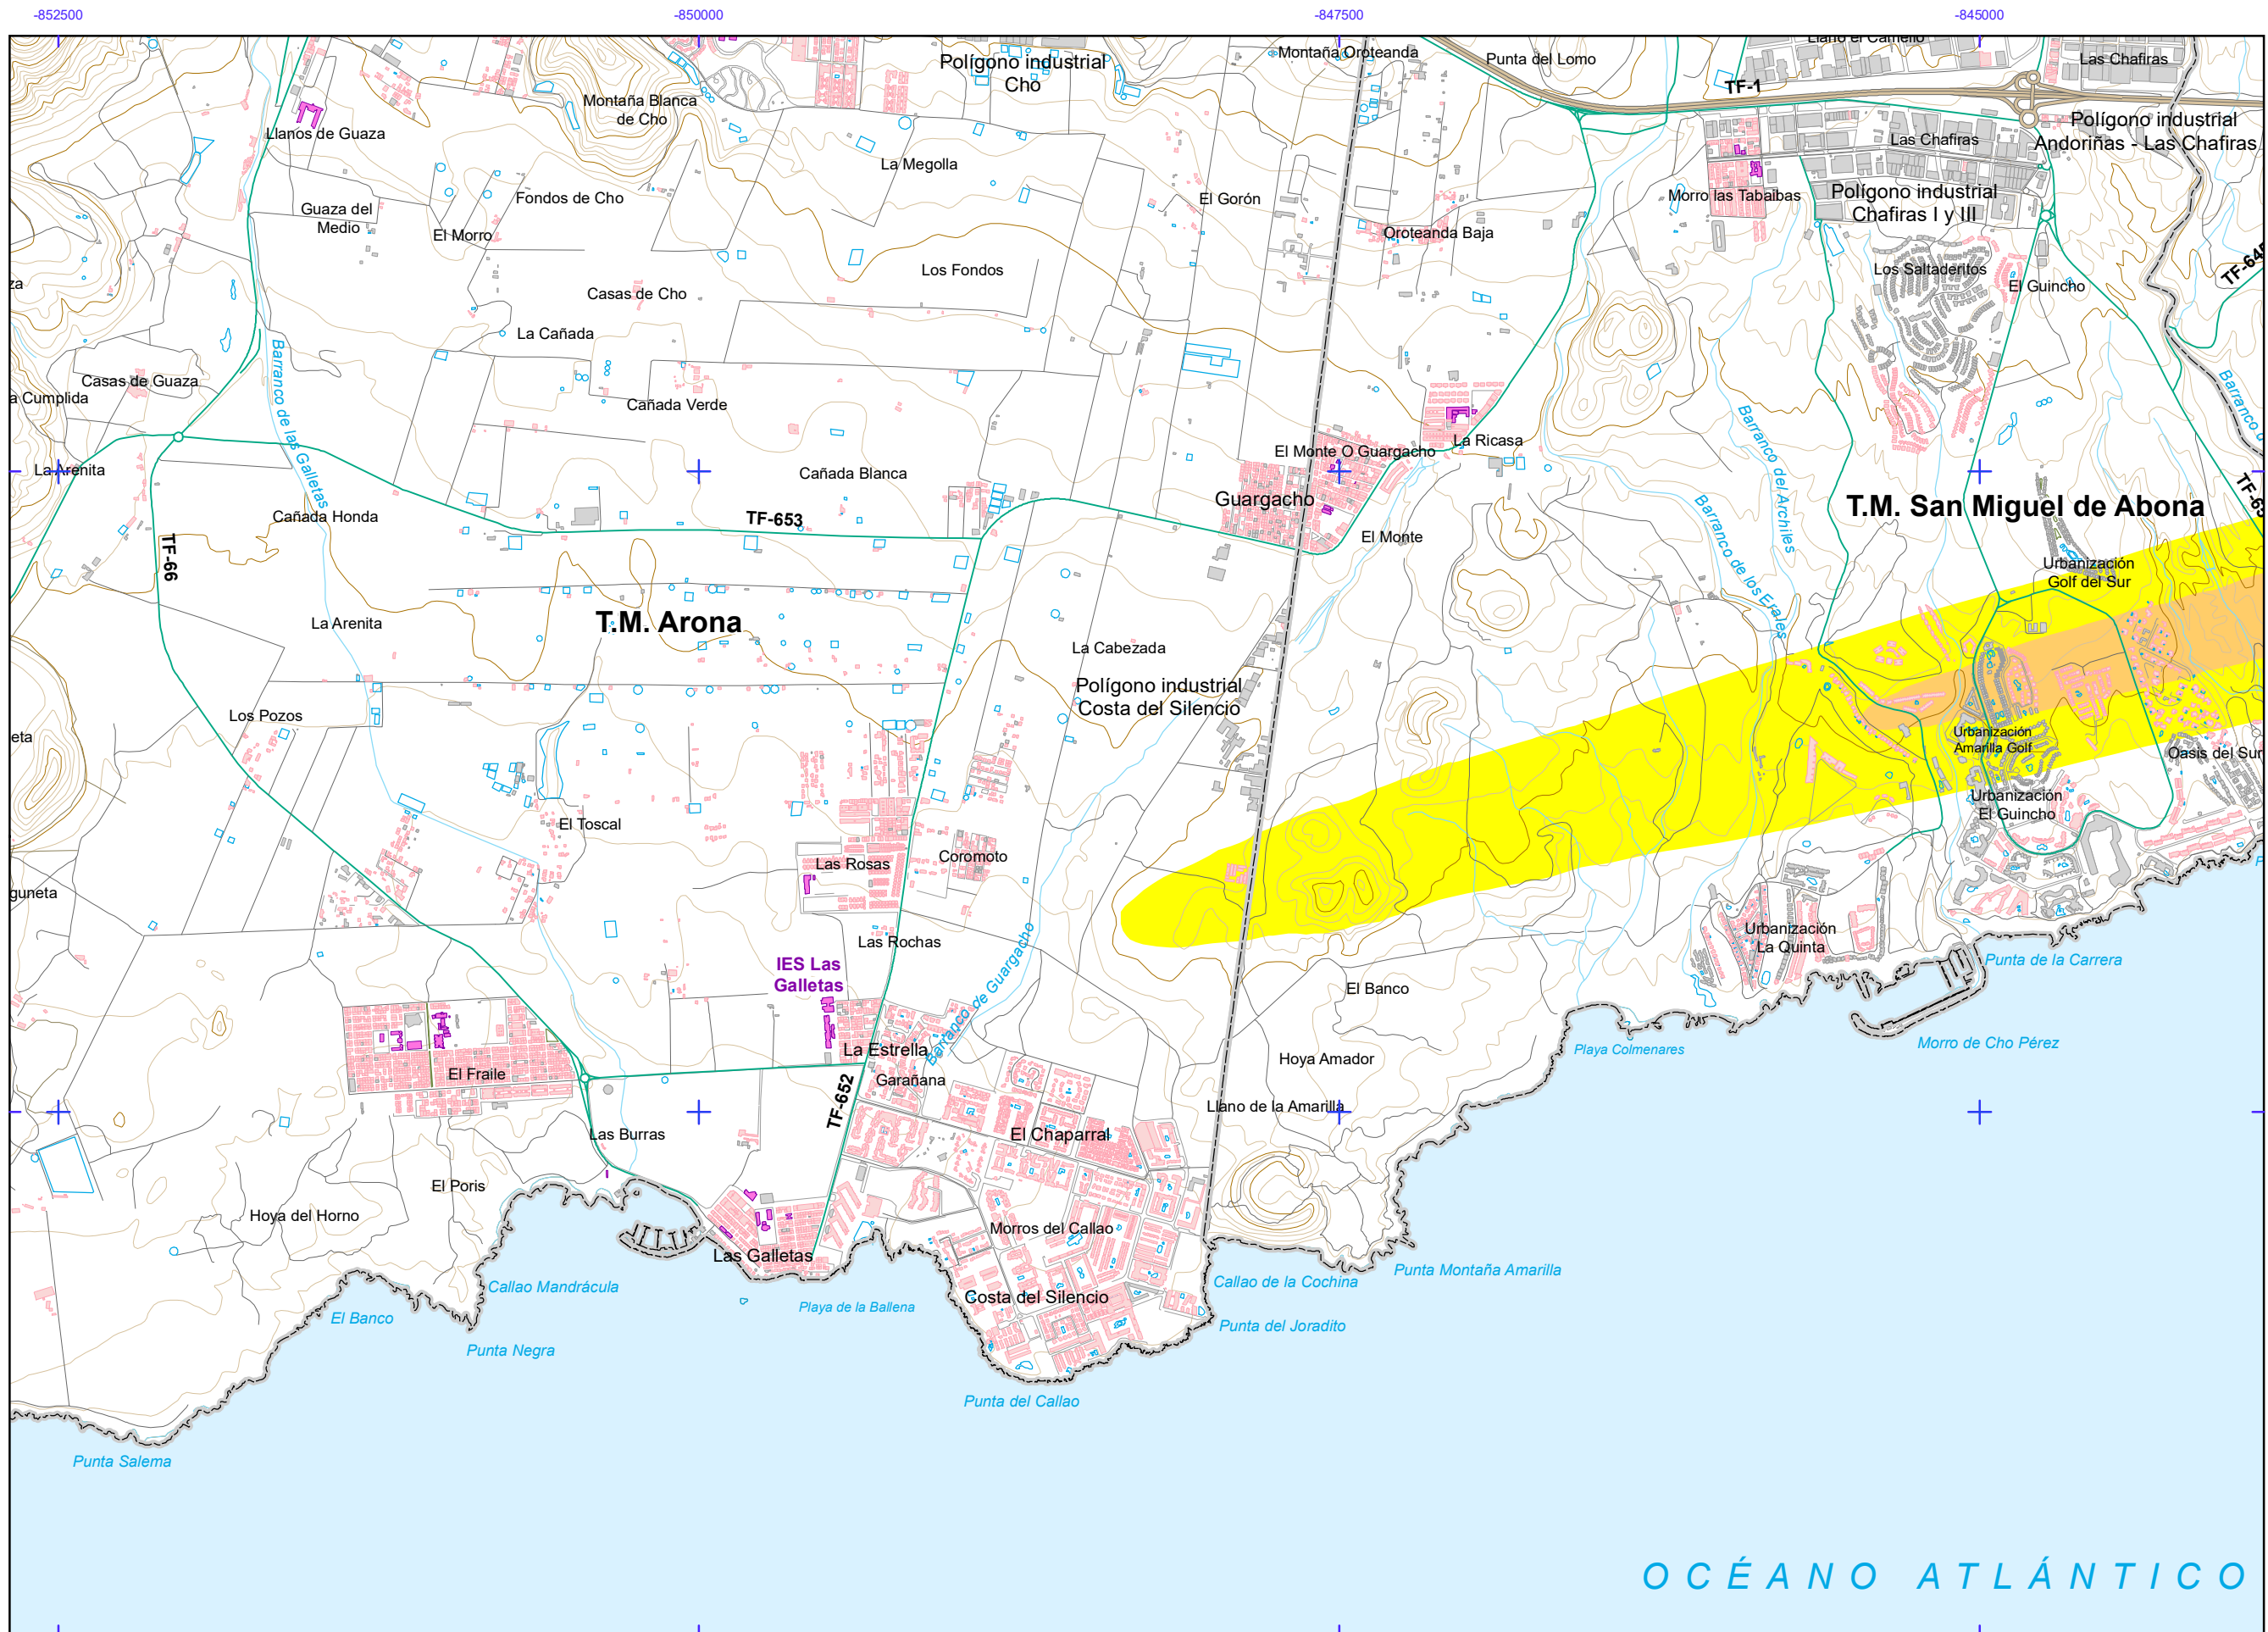 -852500
-850000
-847500
-845000
Montaña Oroteanda
Punta del Lomo
Llano el Camello
Las Chafiras
Polígono industrial
Cho
TF-1
Montaña Blanca
de Cho
Llanos de Guaza
La Megolla
Las Chafiras
Polígono industrial
Andoriñas - Las Chafiras
Fondos de Cho
El Gorón
Morro las Tabaibas
Polígono industrial
Chafiras I y III
Guaza del
Medio
El Morro
Oroteanda Baja
Los Fondos
Los Saltaderitos
TF-64
za
Casas de Cho
El Guincho
La Cañada
Barranco de las Galletas
Casas de Guaza
a Cumplida
Cañada Verde
Barranco
Barranco del Archiles
La Ricasa
El Monte O Guargacho
La Arenita
Cañada Blanca
Guargacho
T.M. San Miguel de Abona
TF-65
Cañada Honda
TF-653
Barranco de los Erales
El Monte
TF-66
Urbanización
Golf del Sur
La Arenita
T.M. Arona
La Cabezada
Polígono industrial
Costa del Silencio
Los Pozos
eta
Urbanización
Amarilla Golf
Oasis del Sur
Urbanización
El Guincho
El Toscal
Las Rosas
Coromoto
guneta
Las Rochas
Urbanización
La Quinta
IES Las
Galletas
Barranco de Guargacho
Punta de la Carrera
El Banco
La Estrella
Playa Colmenares
Morro de Cho Pérez
Hoya Amador
El Fraile
Garañana
TF-652
Llano de la Amarilla
Las Burras
El Chaparral
El Poris
Hoya del Horno
Morros del Callao
Las Galletas
Punta Montaña Amarilla
Callao de la Cochina
Callao Mandrácula
Costa del Silencio
Playa de la Ballena
El Banco
Punta del Joradito
Punta Negra
Punta del Callao
Punta Salema
OCÉANO ATLÁNTICO